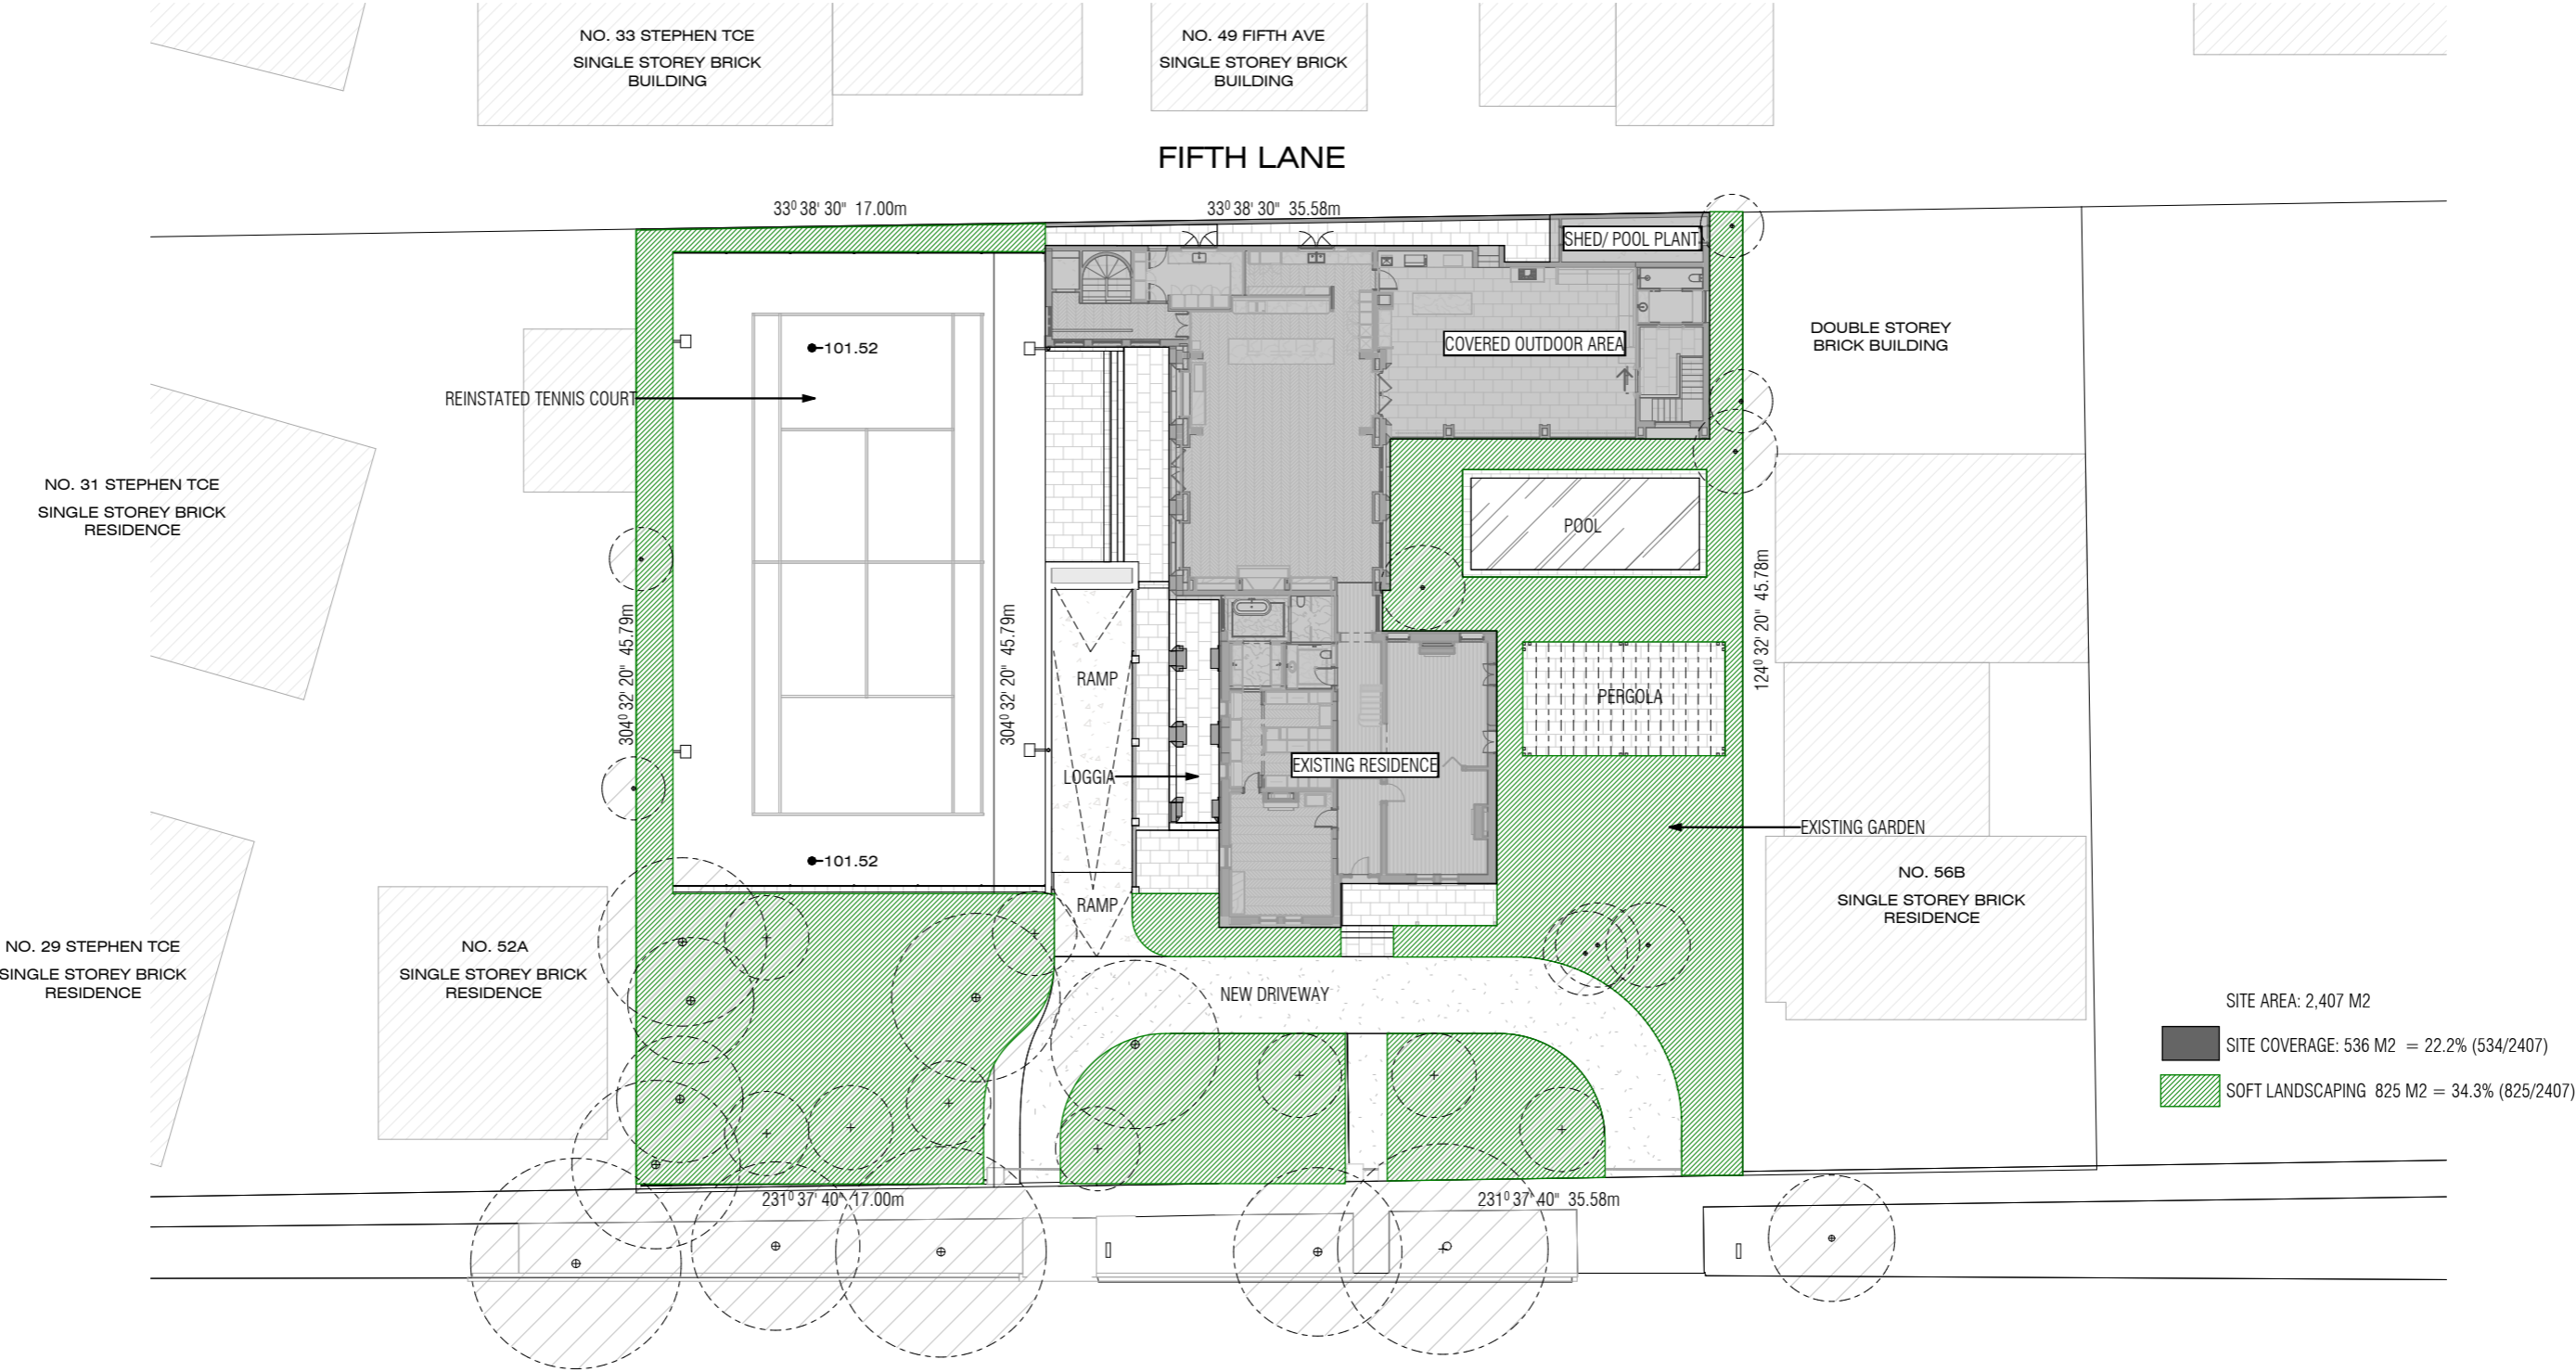 NO. 33 STEPHEN TCE
SINGLE STOREY BRICK
BUILDING
NO. 49 FIFTH AVE
SINGLE STOREY BRICK
BUILDING
FIFTH LANE
33⁰ 38' 30" 17.00m
33⁰ 38' 30" 35.58m
SHED/ POOL PLANT
101.52
COVERED OUTDOOR AREA
DOUBLE STOREY
BRICK BUILDING
REINSTATED TENNIS COURT
NO. 31 STEPHEN TCE
SINGLE STOREY BRICK
RESIDENCE
POOL
304⁰ 32' 20" 45.79m
304⁰ 32' 20" 45.79m
124⁰ 32' 20" 45.78m
RAMP
PERGOLA
LOGGIA
EXISTING RESIDENCE
EXISTING GARDEN
101.52
NO. 56B
SINGLE STOREY BRICK
RESIDENCE
RAMP
NO. 29 STEPHEN TCE
SINGLE STOREY BRICK
RESIDENCE
NO. 52A
SINGLE STOREY BRICK
RESIDENCE
NEW DRIVEWAY
SITE AREA: 2,407 M2
SITE COVERAGE: 536 M2 = 22.2% (534/2407)
SOFT LANDSCAPING 825 M2 = 34.3% (825/2407)
231⁰ 37' 40" 17.00m
231⁰ 37' 40" 35.58m